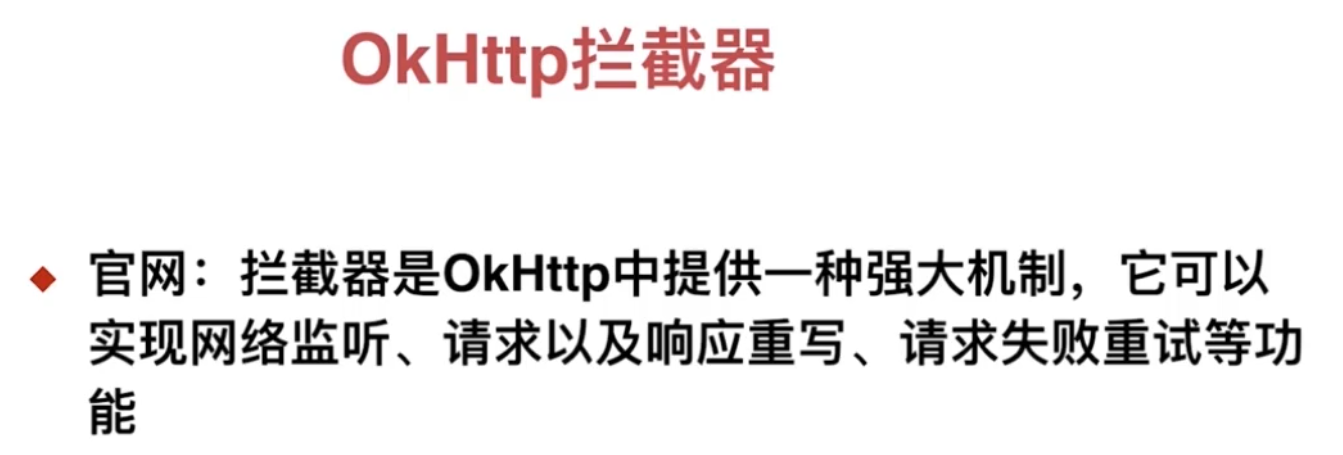 OkHttp拦截器
官网：拦截器是OkHttp中提供一种强大机制，它可以
实现网络监听、请求以及响应重写、请求失败重试等功
能